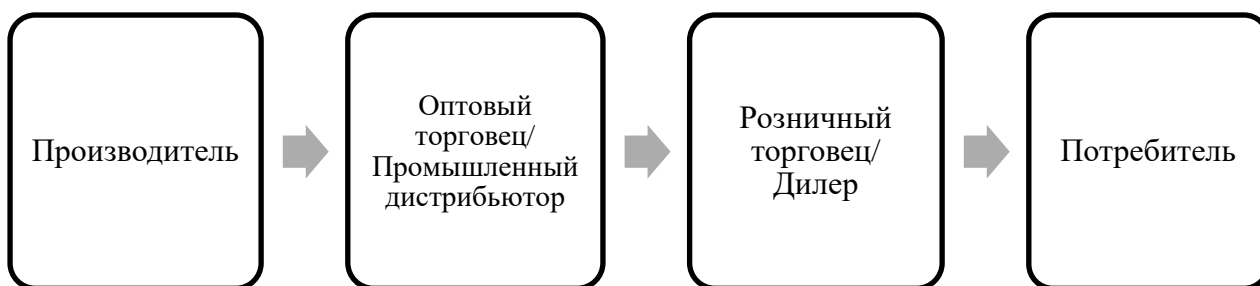 Производитель
Оптовый
торговец/
Промышленный
дистрибьютор
Розничный
торговец/
Дилер
Потребитель